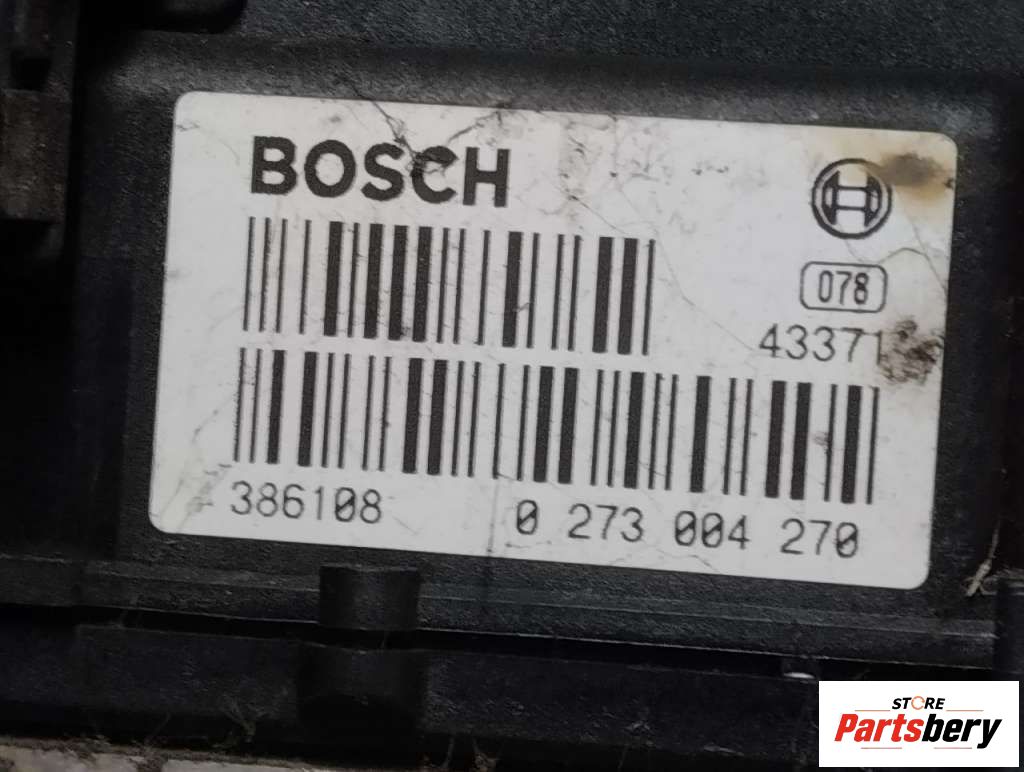 BOSCH
078
43371
386108 0 273 004 270
STORE
Partsbery